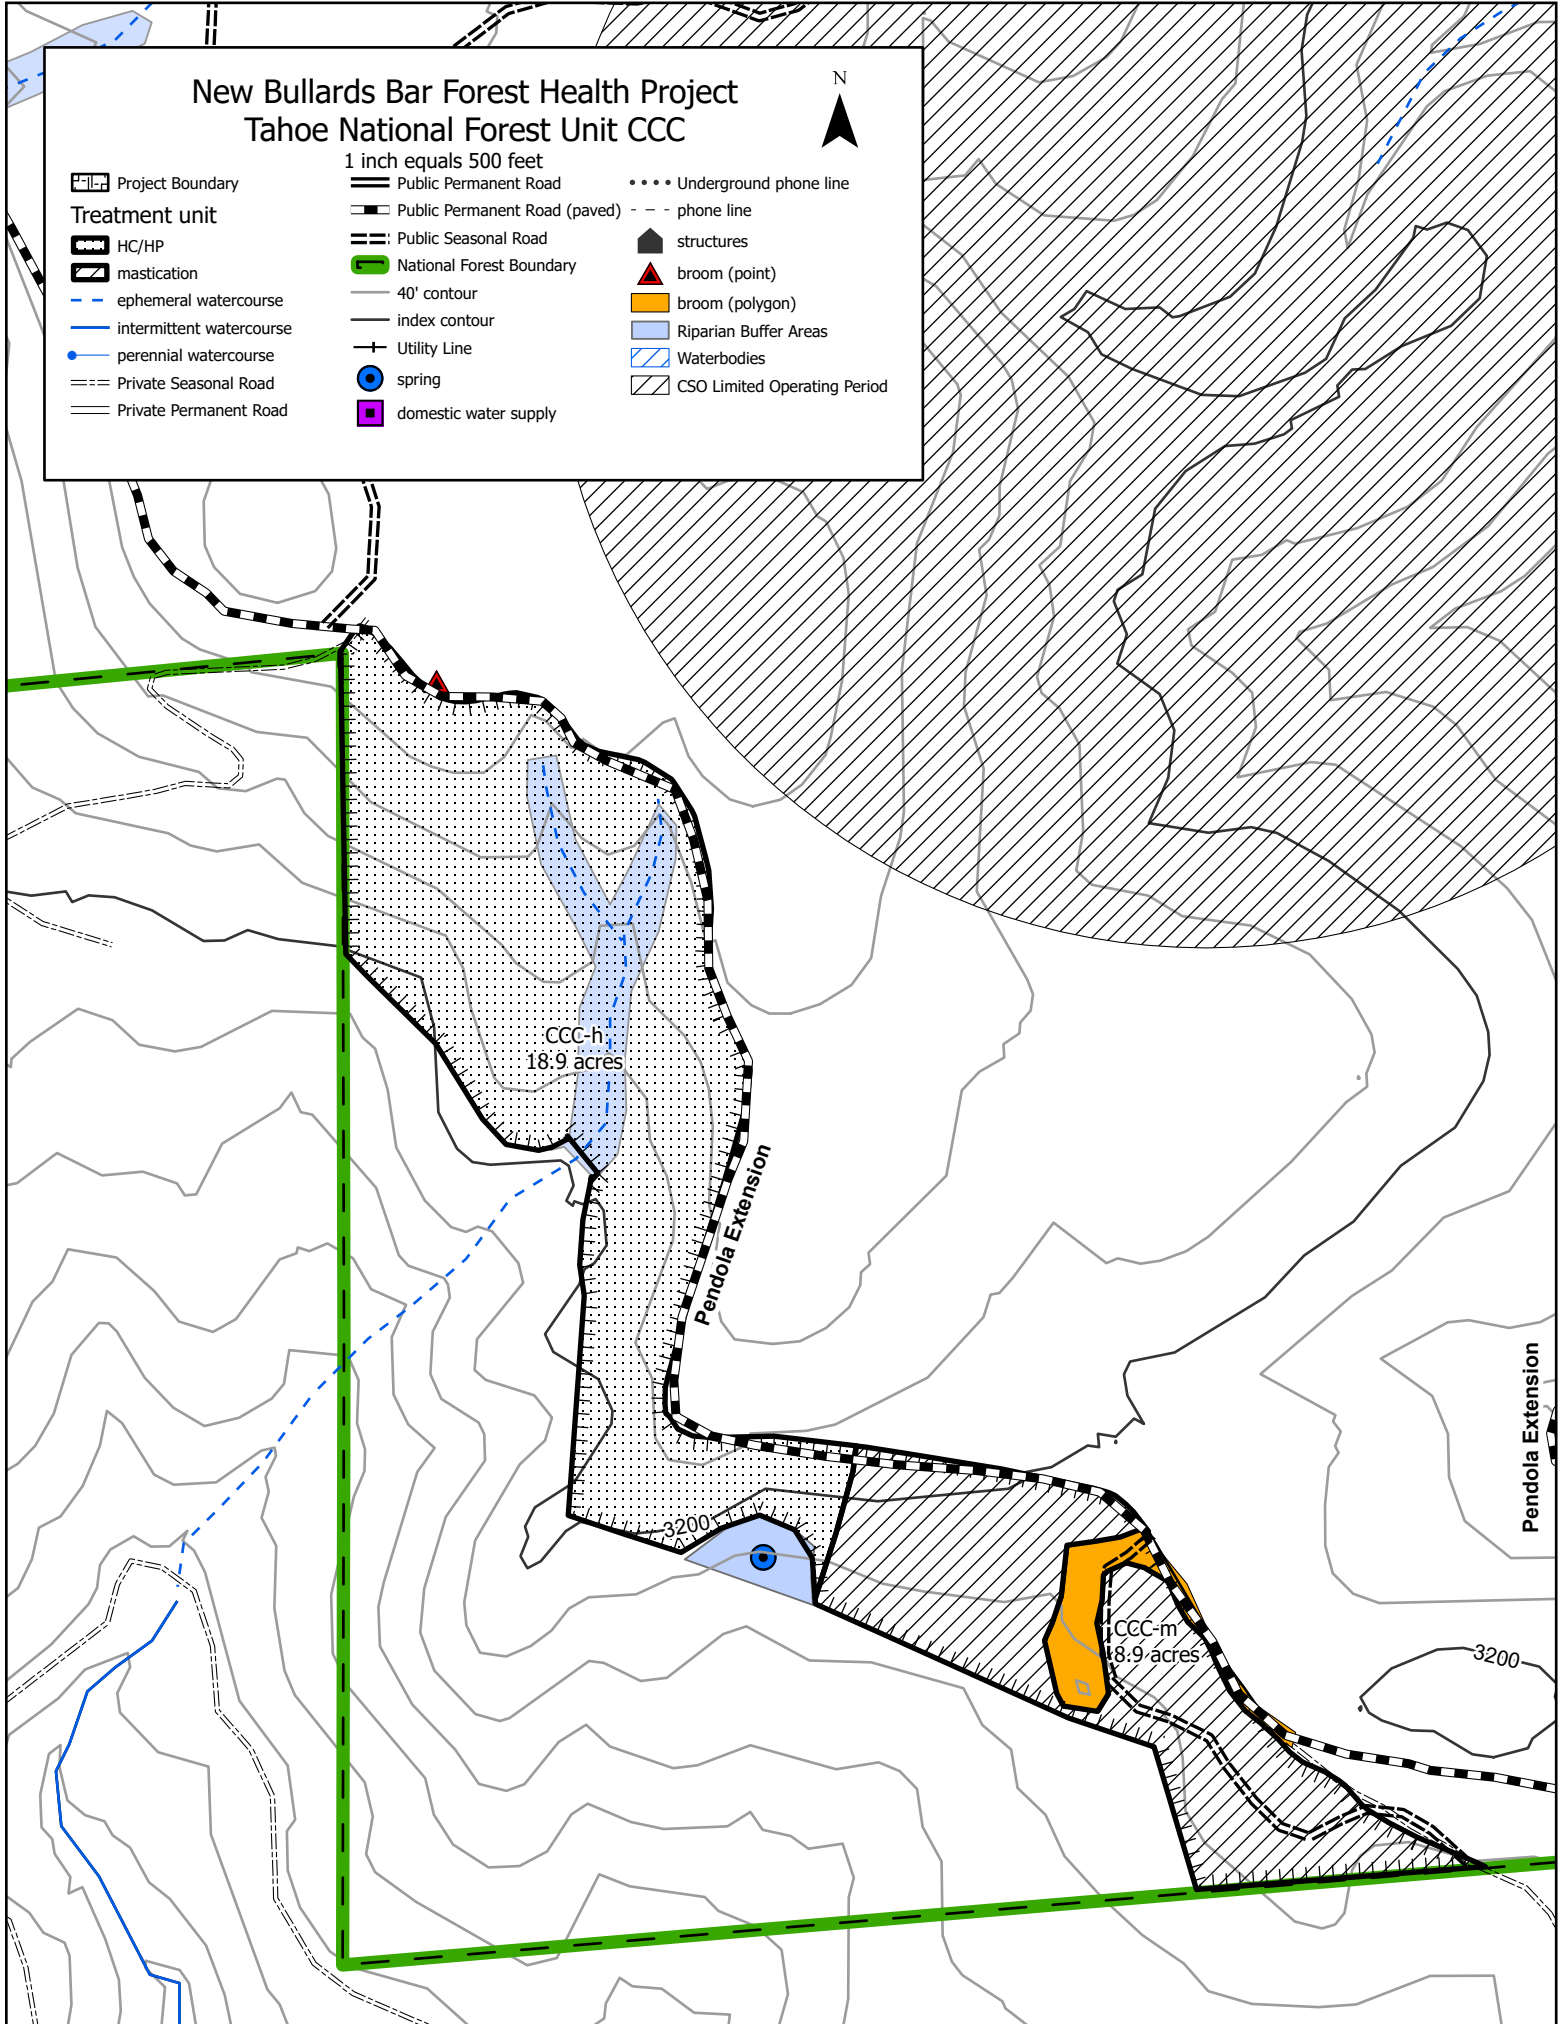 New Bullards Bar Forest Health Project
Tahoe National Forest Unit CCC
N
1 inch equals 500 feet
Project Boundary
Treatment unit
HC/HP
mastication
ephemeral watercourse
intermittent watercourse
perennial watercourse
Private Seasonal Road
Private Permanent Road
Public Permanent Road
Public Permanent Road (paved)
Public Seasonal Road
National Forest Boundary
40' contour
index contour
Utility Line
spring
domestic water supply
Underground phone line
phone line
structures
broom (point)
broom (polygon)
Riparian Buffer Areas
Waterbodies
CSO Limited Operating Period
CCC-h
18.9 acres
Pendola Extension
Pendola Extension
3200
CCC-m
8.9 acres
3200